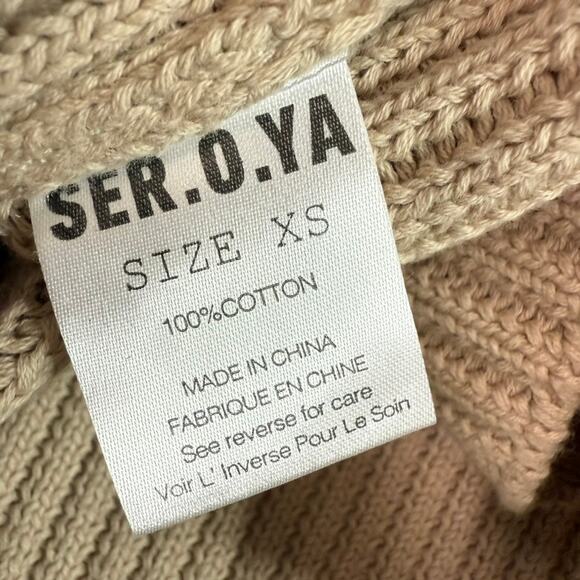 SER.O.YA
SIZE XS
100%COTTON
MADE IN CHINA
FABRIQUE EN CHINE
See reverse for care
Voir L' Inverse Pour Le Soin